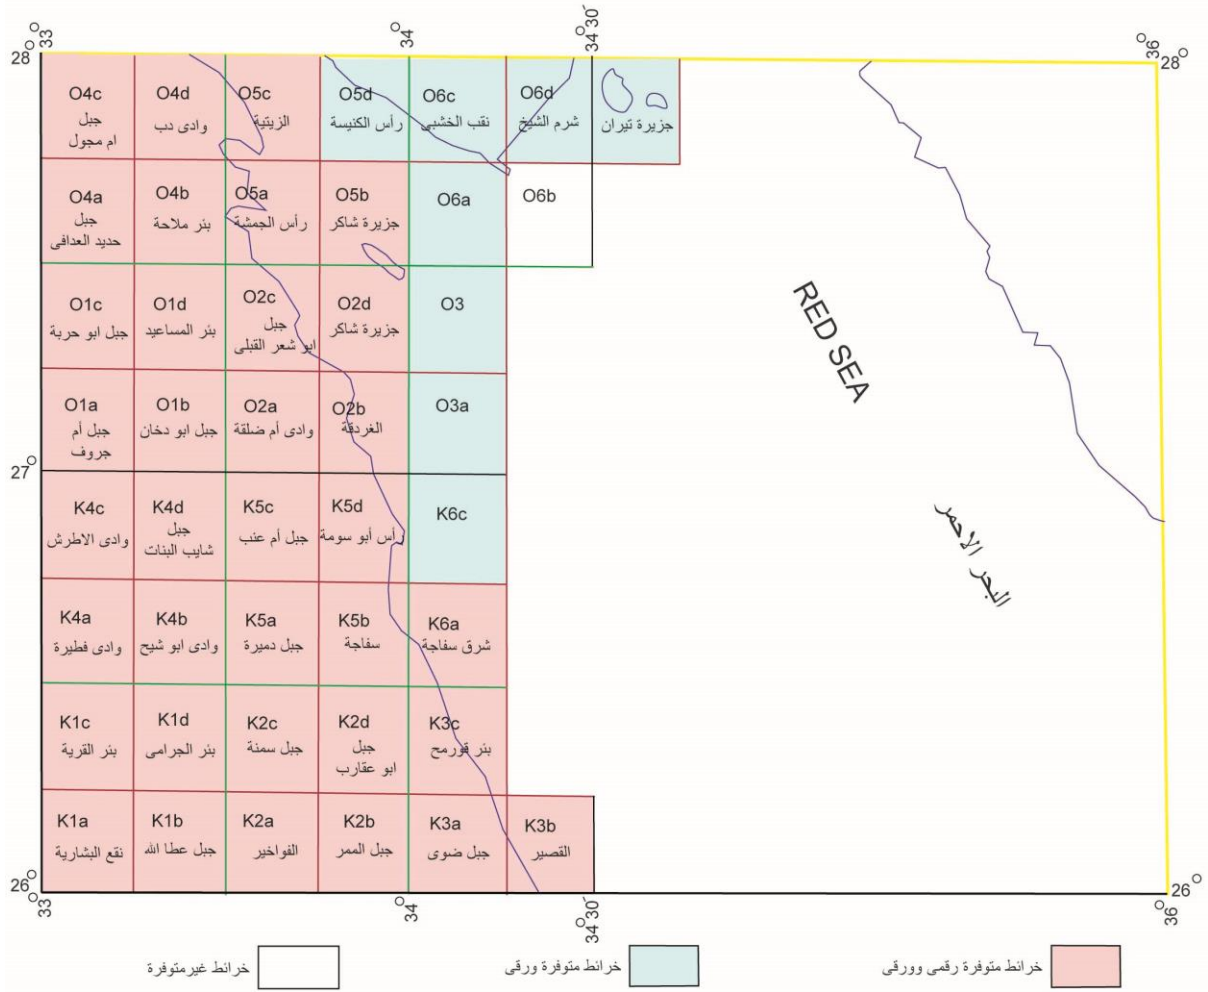 33° 34° 34°30' 36°
28° 28°
O4c
جبل
ام مجول
O4d
وادى دب
O5c
الزيتية
O5d
رأس الكنيسة
O6c
نقب الخشبى
O6d
شرم الشيخ
جزيرة تيران
O4a
جبل
حديد العدافى
O4b
بئر ملاحة
O5a
رأس الجمشة
O5b
جزيرة شاكر
O6a
O6b
O1c
جبل ابو حربة
O1d
بئر المساعيد
O2c
جبل
ابو شعر القبلى
O2d
جزيرة شاكر
O3
RED SEA
O1a
جبل أم
جروف
O1b
جبل ابو دخان
O2a
وادى أم ضلقة
O2b
الغردقة
O3a
27°
K4c
وادى الاطرش
K4d
جبل
شايب البنات
K5c
جبل أم عنب
K5d
رأس أبو سومة
K6c
البحر الاحمر
K4a
وادى فطيرة
K4b
وادى ابو شيح
K5a
جبل دميرة
K5b
سفاجة
K6a
شرق سفاجة
K1c
بئر القرية
K1d
بئر الجرامى
K2c
جبل سمنة
K2d
جبل
ابو عقارب
K3c
بئر قورمح
K1a
نقع البشارية
K1b
جبل عطا الله
K2a
الفواخير
K2b
جبل الممر
K3a
جبل ضوى
K3b
القصير
26° 26°
33° 34° 34°30' 36°
خرائط متوفرة رقمى وورقى
خرائط متوفرة ورقى
خرائط غيرمتوفرة